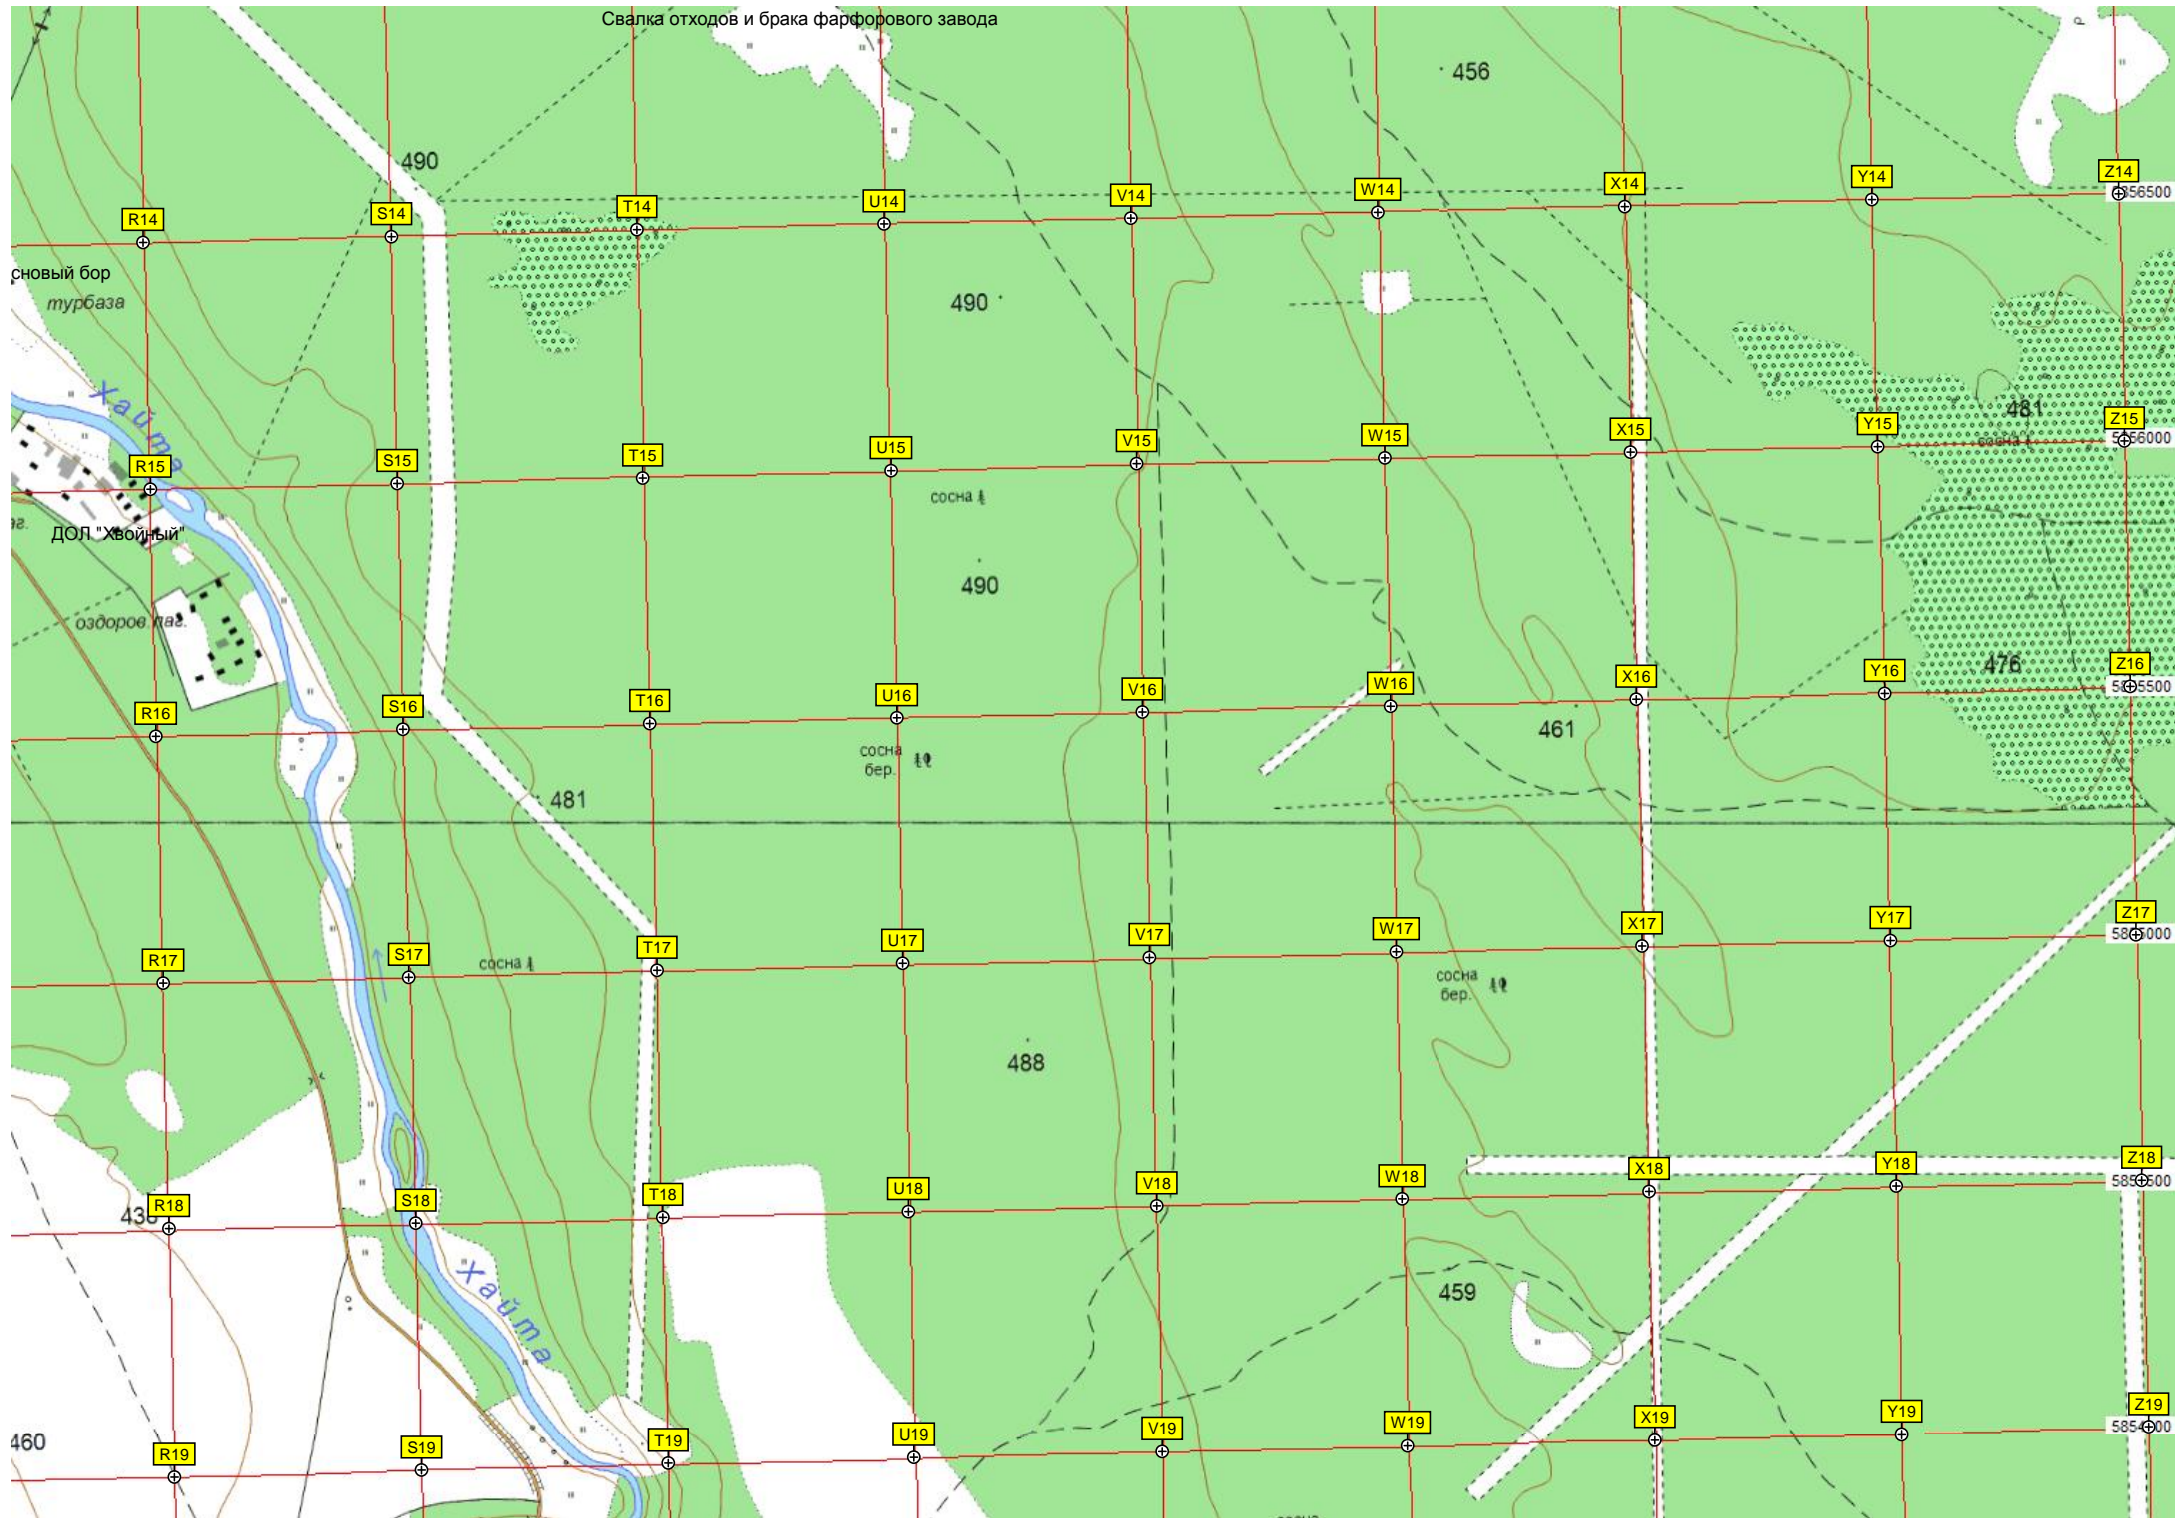 Свалка отходов и брака фарфорового завода
456
490
R14
S14
T14
U14
V14
W14
X14
Y14
Z14
сновый бор
турбаза
490
Хайта
481
R15
S15
T15
U15
V15
W15
X15
Y15
Z15
сосна
ДОЛ "Хвойный"
490
оздоров. лаг.
476
R16
S16
T16
U16
V16
W16
X16
Y16
Z16
461
сосна
бер.
481
R17
S17
T17
U17
V17
W17
X17
Y17
Z17
сосна
сосна
бер.
488
R18
S18
T18
U18
V18
W18
X18
Y18
Z18
Хайта
459
460
R19
S19
T19
U19
V19
W19
X19
Y19
Z19